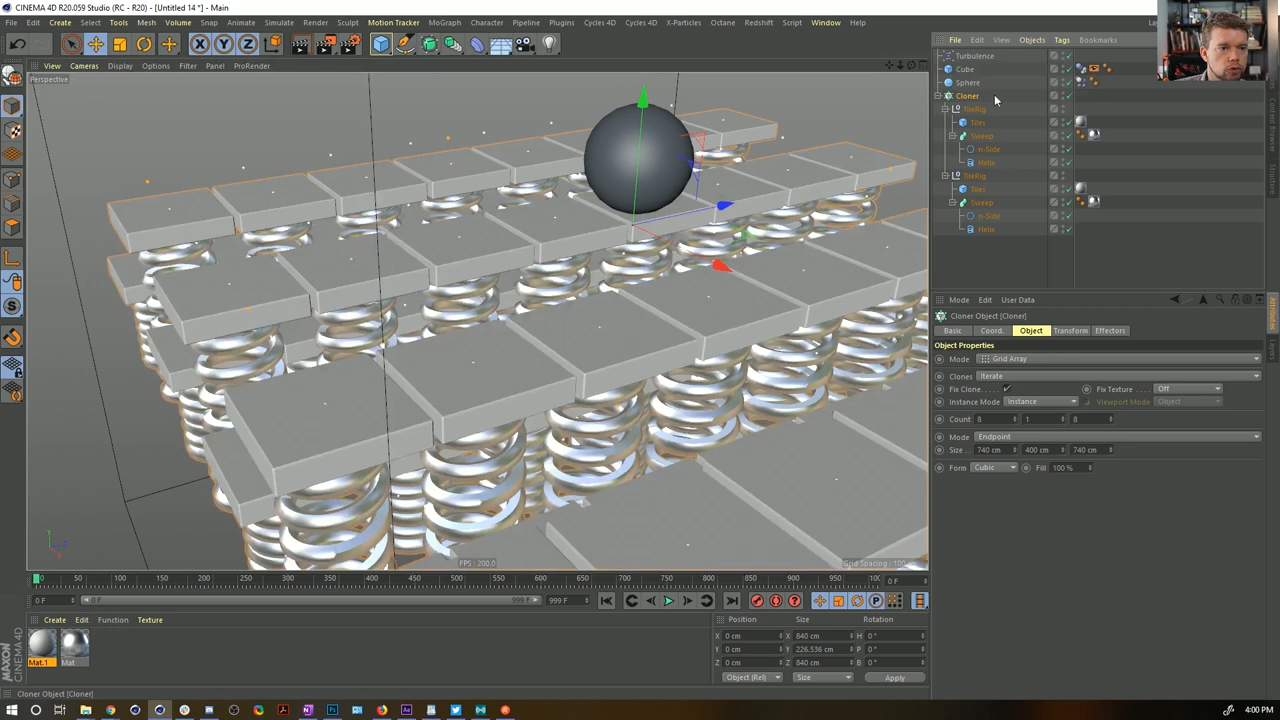 CINEMA 4D R20.059 Studio (RC - R20) - [Untitled 14 *] - Main
File Edit Create Select Tools Mesh Volume Snap Animate Simulate Render Sculpt Motion Tracker MoGraph Character Pipeline Plugins Cycles 4D X-Particles Octane Redshift Script Window Help
File Edit View Objects Tags Bookmarks
X Y Z
View Cameras Display Options Filter Panel ProRender
Perspective
Turbulence
Cube
Sphere
Cloner
TileRig
Tiles
Sweep
n-Side
Helix
TileRig
Tiles
Sweep
n-Side
Helix
Structure
Mode Edit User Data
Cloner Object [Cloner]
Basic Coord. Object Transform Effectors
Object Properties
Mode Grid Array
Clones Iterate
Fix Clone Fix Texture Off
Instance Mode Instance Viewport Mode Object
Count 8 1 8
Mode Endpoint
Size 740 cm 400 cm 740 cm
Form Cubic Fill 100 %
Attributes
Layers
FPS : 200.0
0 50 100 150 200 250 300 350 400 450 500 550 600 650 700 750 800 850 900 950 0 F
0 F 0 F 999 F 999 F
Create Edit Function Texture
Mat.1 Mat
Position Size Rotation
X 0 cm X 840 cm H 0 °
Y 0 cm Y 226.536 cm P 0 °
Z 0 cm Z 840 cm B 0 °
Object (Rel) Size Apply
MAXON CINEMA 4D
Cloner Object [Cloner]
4:00 PM